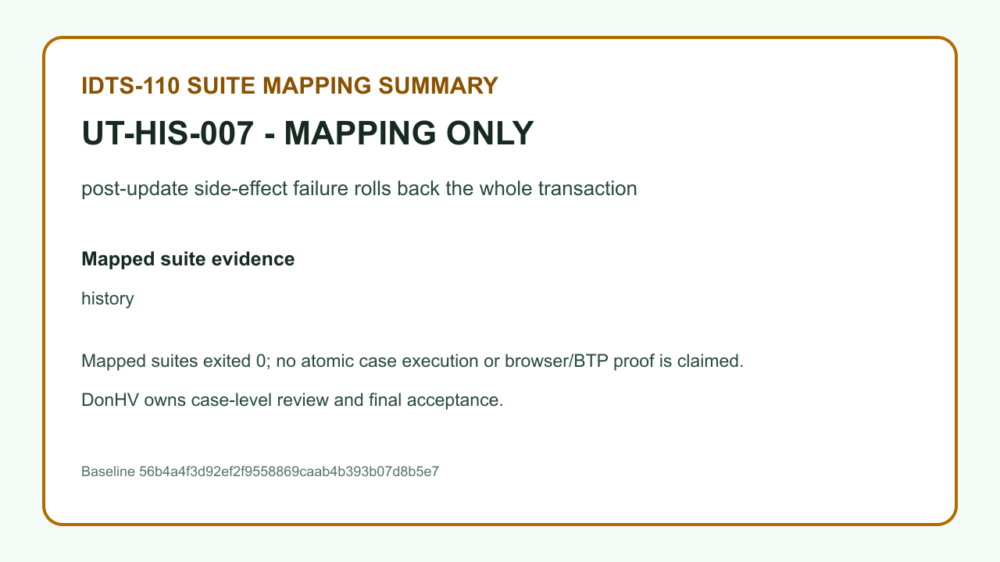 IDTS-110 SUITE MAPPING SUMMARY
UT-HIS-007 - MAPPING ONLY
post-update side-effect failure rolls back the whole transaction
Mapped suite evidence
history
Mapped suites exited 0; no atomic case execution or browser/BTP proof is claimed.
DonHV owns case-level review and final acceptance.
Baseline 56b4a4f3d92ef2f9558869caab4b393b07d8b5e7